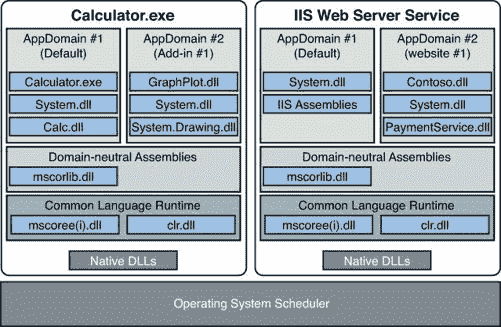 Calculator.exe
AppDomain #1
(Default)
Calculator.exe
System.dll
Calc.dll
AppDomain #2
(Add-in #1)
GraphPlot.dll
System.dll
System.Drawing.dll
Domain-neutral Assemblies
mscorlib.dll
Common Language Runtime
mscoree(i).dll
clr.dll
Native DLLs
IIS Web Server Service
AppDomain #1
(Default)
System.dll
IIS Assemblies
AppDomain #2
(website #1)
Contoso.dll
System.dll
PaymentService.dll
Domain-neutral Assemblies
mscorlib.dll
Common Language Runtime
mscoree(i).dll
clr.dll
Native DLLs
Operating System Scheduler